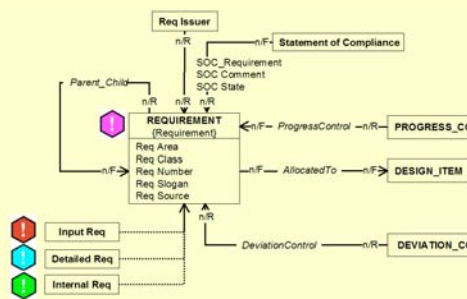 Req Issuer
n/R
n/F
Statement of Compliance
SOC_Requirement
SOC Comment
SOC State
Parent_Child
n/R
n/R
n/R
REQUIREMENT
{Requirement}
Req Area
Req Class
Req Number
Req Slogan
Req Source
n/R
ProgressControl
n/R
PROGRESS_CO
n/F
n/F
AllocatedTo
n/F
DESIGN_ITEM
n/R
DeviationControl
n/R
DEVIATION_CO
Input Req
Detailed Req
Internal Req